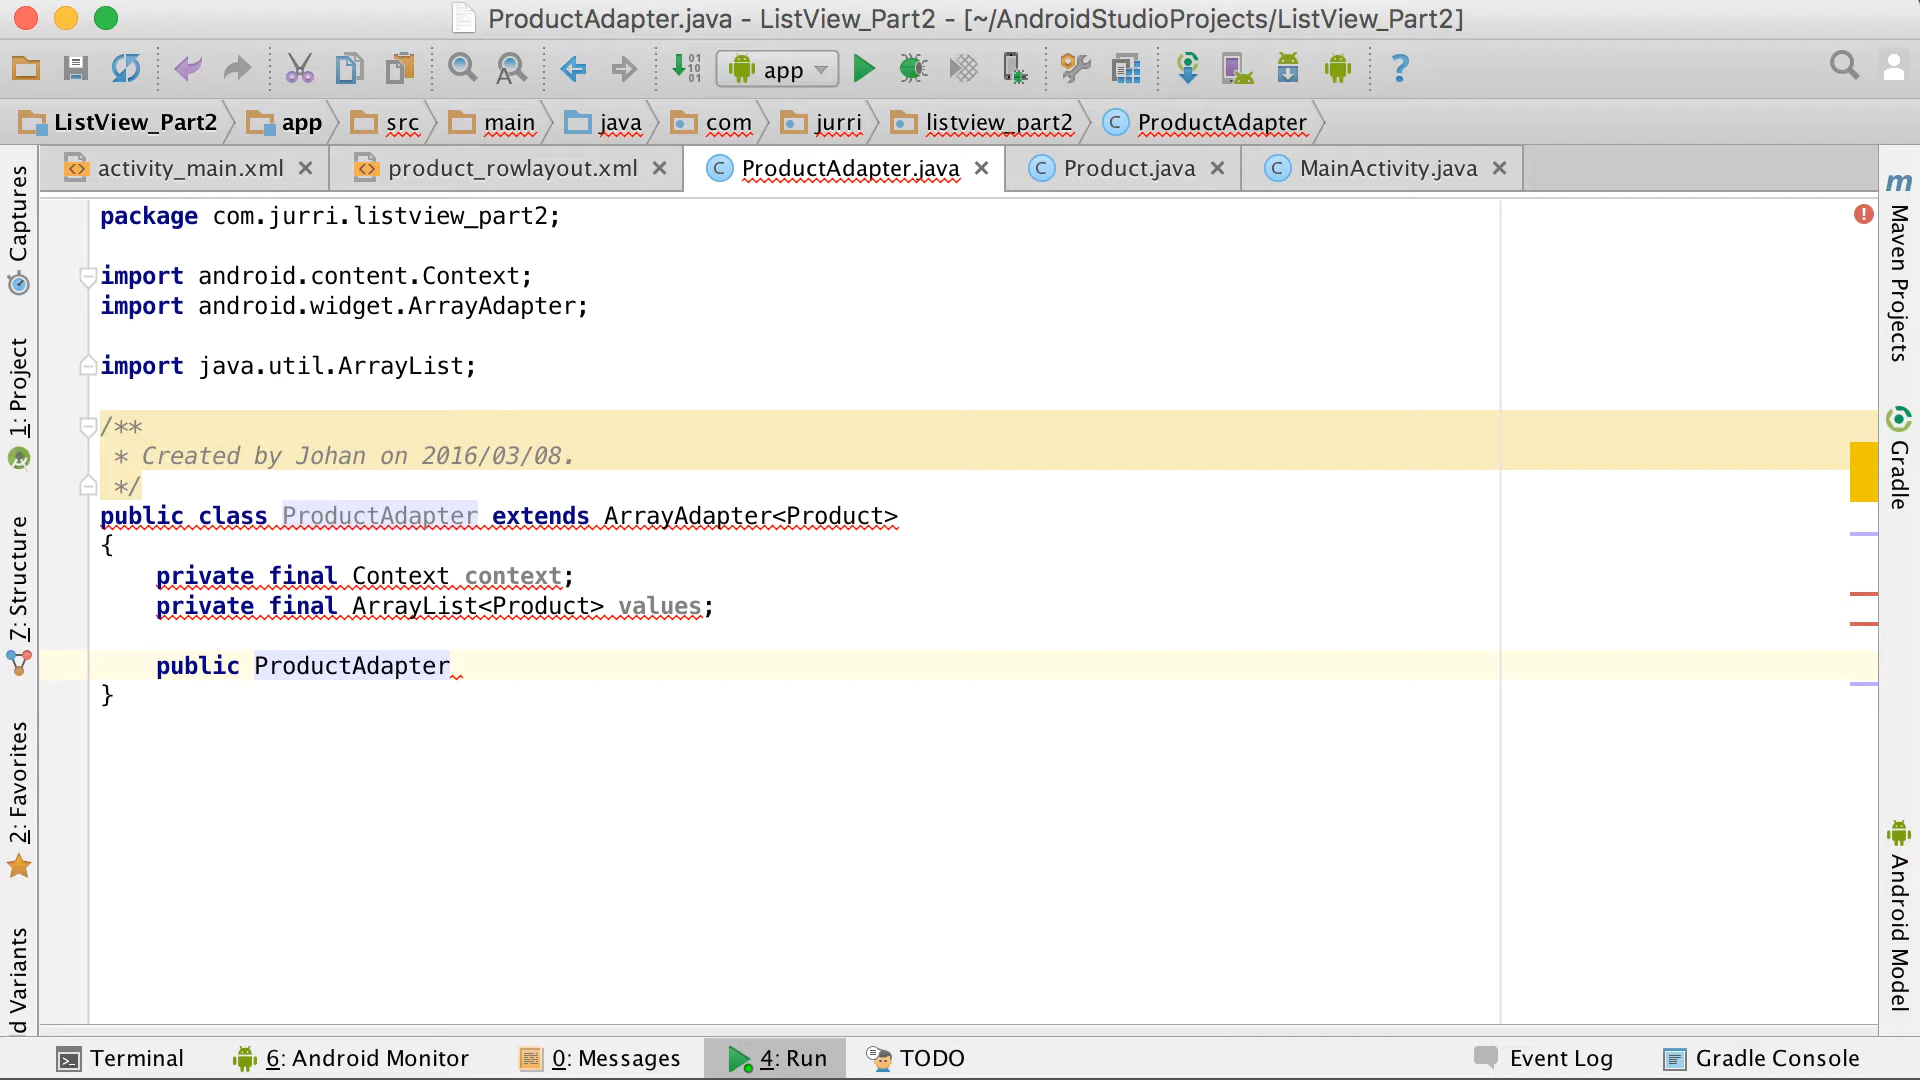 ProductAdapter.java - ListView_Part2 - [~/AndroidStudioProjects/ListView_Part2]
app
ListView_Part2 app src main java com jurri listview_part2 ProductAdapter
activity_main.xml product_rowlayout.xml ProductAdapter.java Product.java MainActivity.java
package com.jurri.listview_part2;
import android.content.Context;
import android.widget.ArrayAdapter;
import java.util.ArrayList;
/**
* Created by Johan on 2016/03/08.
*/
public class ProductAdapter extends ArrayAdapter<Product>
{
private final Context context;
private final ArrayList<Product> values;
public ProductAdapter
}
Captures
1: Project
7: Structure
2: Favorites
d Variants
m Maven Projects
Gradle
Android Model
Terminal 6: Android Monitor 0: Messages 4: Run TODO Event Log Gradle Console